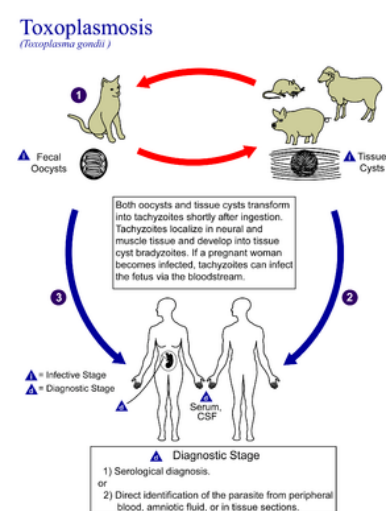 Toxoplasmosis
(Toxoplasma gondii )
1
i Fecal
Oocysts
i Tissue
Cysts
Both oocysts and tissue cysts transform
into tachyzoites shortly after ingestion.
Tachyzoites localize in neural and
muscle tissue and develop into tissue
cyst bradyzoites. If a pregnant woman
becomes infected, tachyzoites can infect
the fetus via the bloodstream.
3
2
i = Infective Stage
d = Diagnostic Stage
d
d
Serum,
CSF
d Diagnostic Stage
1) Serological diagnosis.
or
2) Direct identification of the parasite from peripheral
blood, amniotic fluid, or in tissue sections.